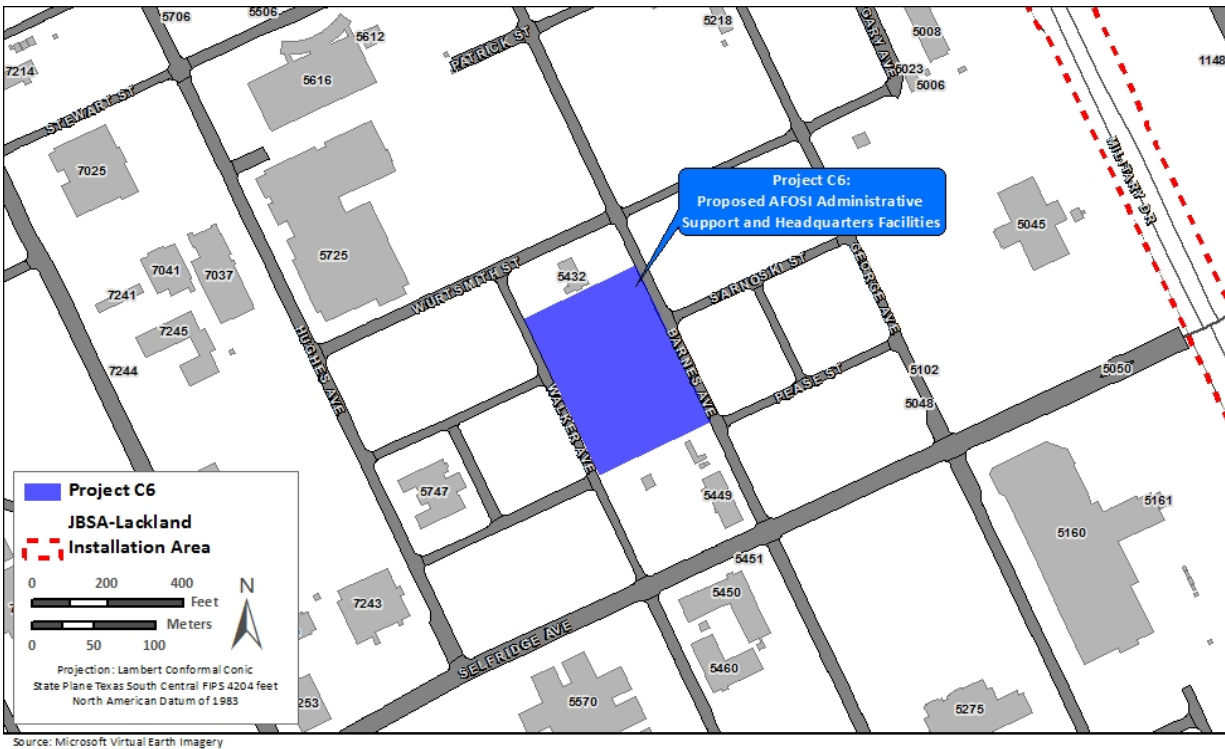 5706
5506
5612
5218
5008
7214
PATRICK ST
GARY AVE
1148
5616
5023
5006
STEWART ST
7025
MILITARY DR
Project C6:
Proposed AFOSI Administrative
Support and Headquarters Facilities
5045
5725
7041
7037
5432
WURTSMITH ST
SARNOSKI ST
GEORGE AVE
7241
7245
HUGHES AVE
BARNES AVE
7244
WALKER AVE
PEASE ST
5102
5050
5048
5747
5449
5161
5160
5451
7243
5450
SELFRIDGE AVE
5460
5570
5275
253
Project C6
JBSA-Lackland
Installation Area
0 200 400
Feet
Meters
0 50 100
N
Projection: Lambert Conformal Conic
State Plane Texas South Central FIPS 4204 feet
North American Datum of 1983
Source: Microsoft Virtual Earth Imagery